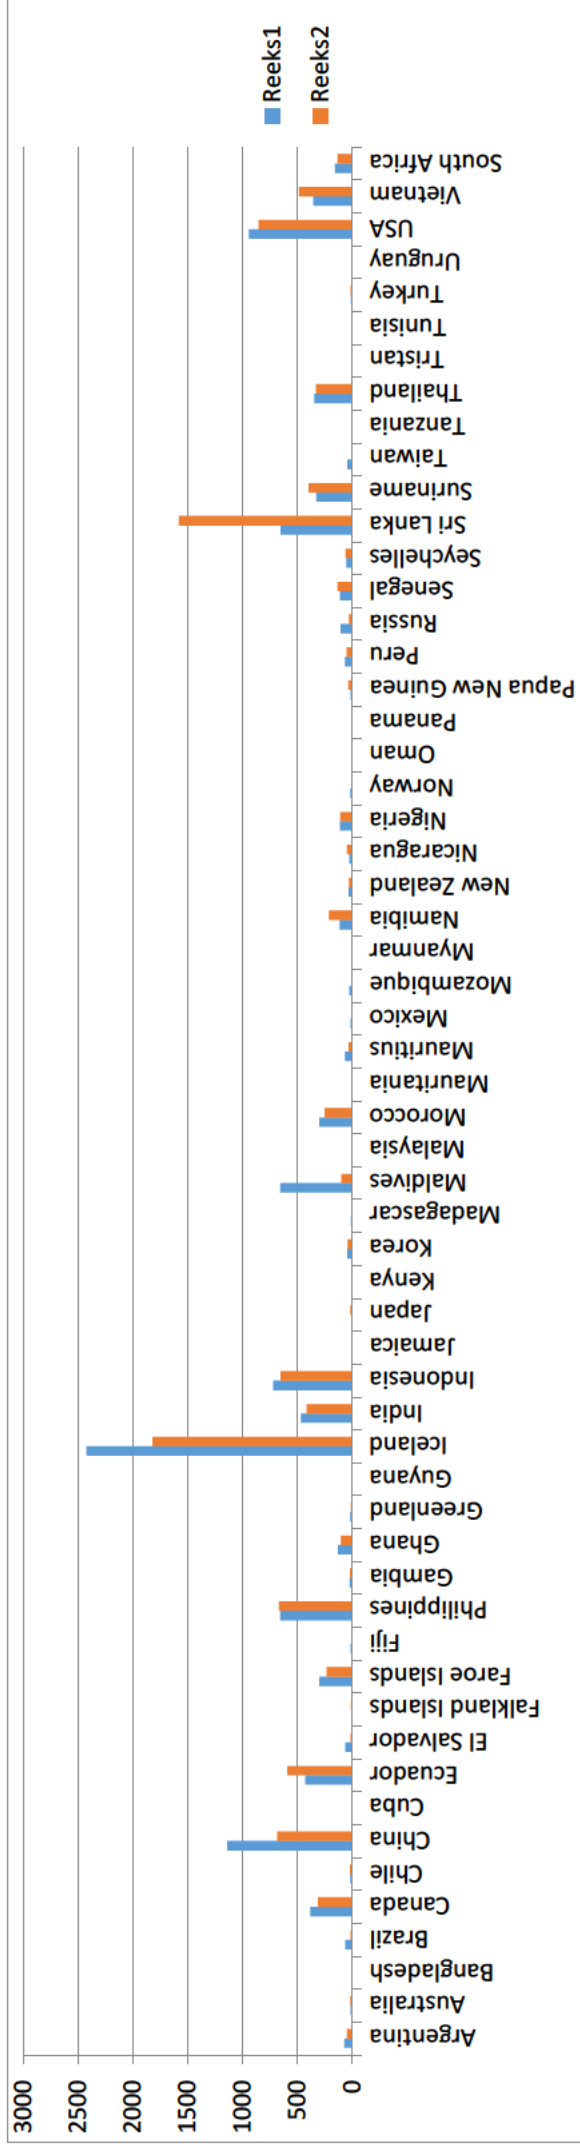 3000
2500
2000
1500
1000
500
0
Argentina
Australia
Bangladesh
Brazil
Canada
Chile
China
Cuba
Ecuador
El Salvador
Falkland Islands
Faroe Islands
Fiji
Philippines
Gambia
Ghana
Greenland
Guyana
Iceland
India
Indonesia
Jamaica
Japan
Kenya
Korea
Madagascar
Maldives
Malaysia
Morocco
Mauritania
Mauritius
Mexico
Mozambique
Myanmar
Namibia
New Zealand
Nicaragua
Nigeria
Norway
Oman
Panama
Papua New Guinea
Peru
Russia
Senegal
Seychelles
Sri Lanka
Suriname
Taiwan
Tanzania
Thailand
Tristan
Tunisia
Turkey
Uruguay
USA
Vietnam
South Africa
Reeks1
Reeks2